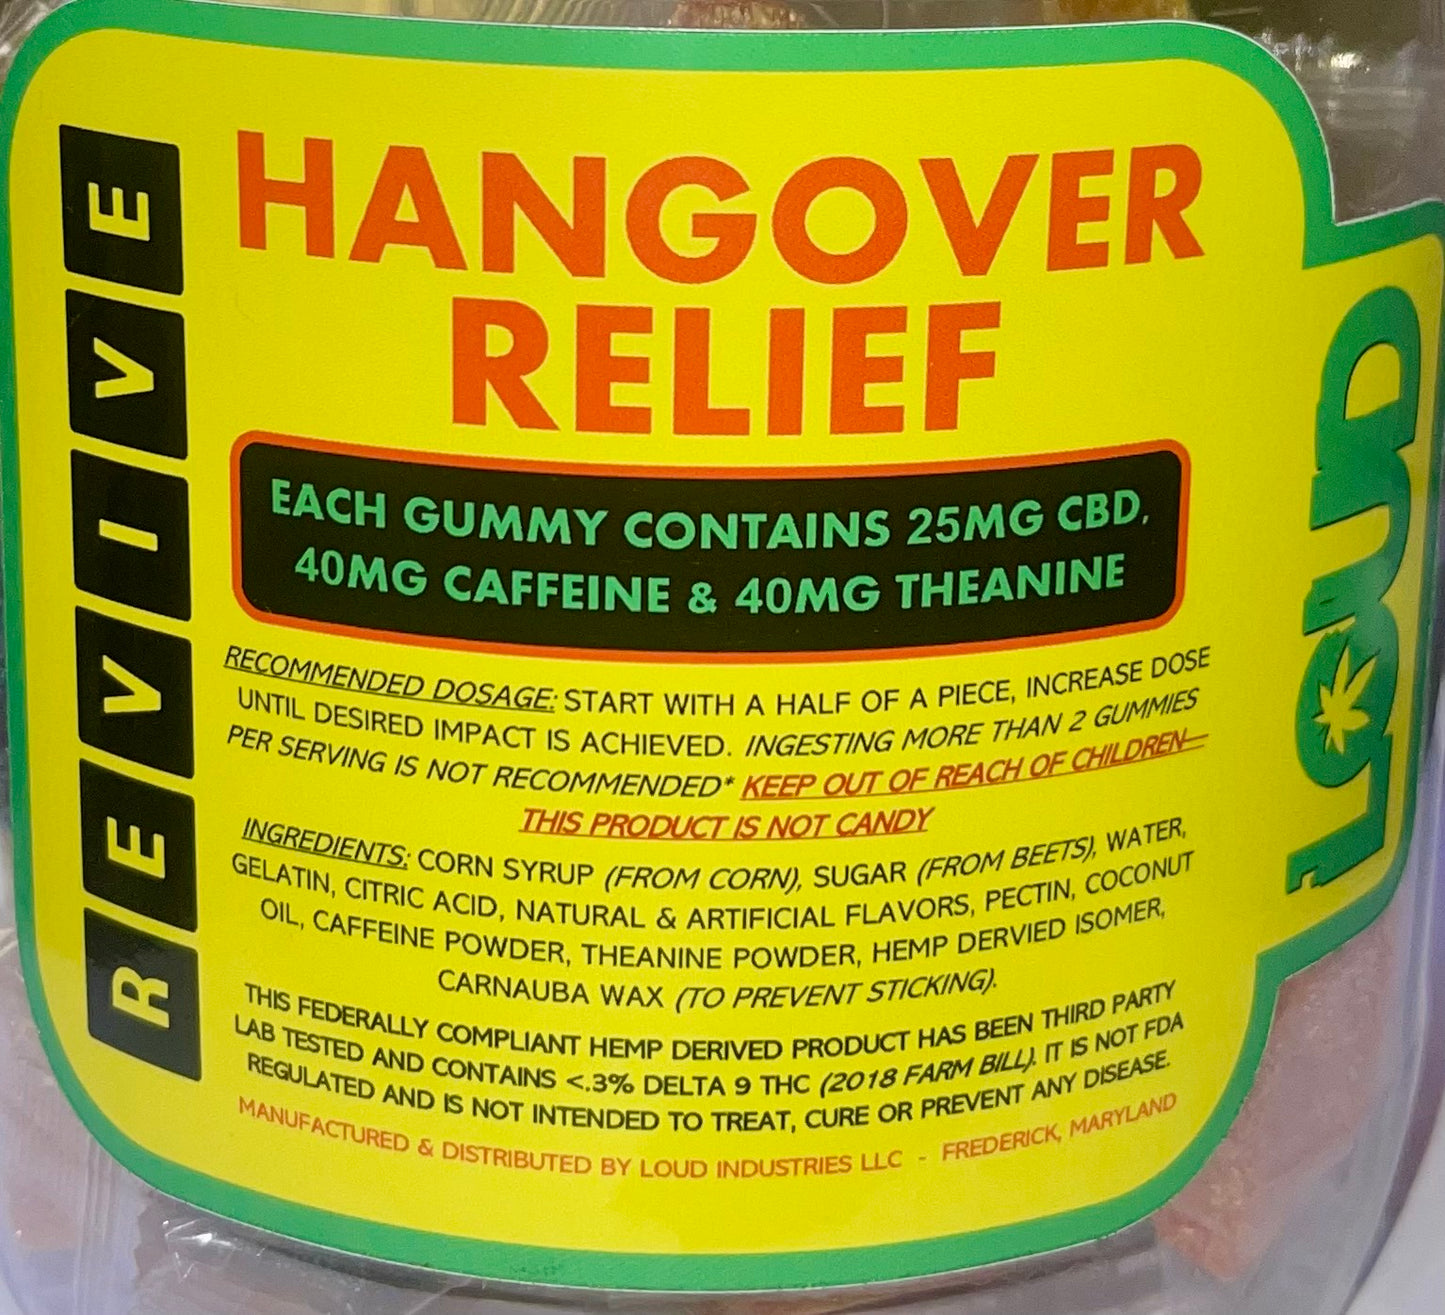 REVIVE
HANGOVER
RELIEF
EACH GUMMY CONTAINS 25MG CBD,
40MG CAFFEINE & 40MG THEANINE
RECOMMENDED DOSAGE: START WITH A HALF OF A PIECE, INCREASE DOSE
UNTIL DESIRED IMPACT IS ACHIEVED. INGESTING MORE THAN 2 GUMMIES
PER SERVING IS NOT RECOMMENDED* KEEP OUT OF REACH OF CHILDREN—
THIS PRODUCT IS NOT CANDY
INGREDIENTS: CORN SYRUP (FROM CORN), SUGAR (FROM BEETS), WATER,
GELATIN, CITRIC ACID, NATURAL & ARTIFICIAL FLAVORS, PECTIN, COCONUT
OIL, CAFFEINE POWDER, THEANINE POWDER, HEMP DERVIED ISOMER,
CARNAUBA WAX (TO PREVENT STICKING).
THIS FEDERALLY COMPLIANT HEMP DERIVED PRODUCT HAS BEEN THIRD PARTY
LAB TESTED AND CONTAINS <.3% DELTA 9 THC (2018 FARM BILL). IT IS NOT FDA
REGULATED AND IS NOT INTENDED TO TREAT, CURE OR PREVENT ANY DISEASE.
MANUFACTURED & DISTRIBUTED BY LOUD INDUSTRIES LLC - FREDERICK, MARYLAND
LOUD